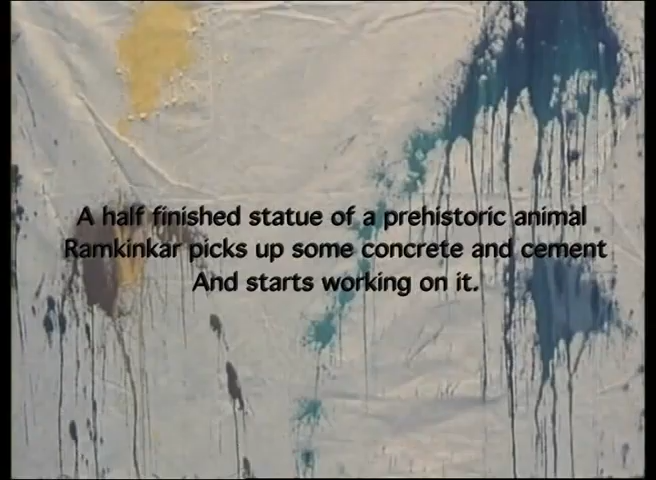 A half finished statue of a prehistoric animal
Ramkinkar picks up some concrete and cement
And starts working on it.